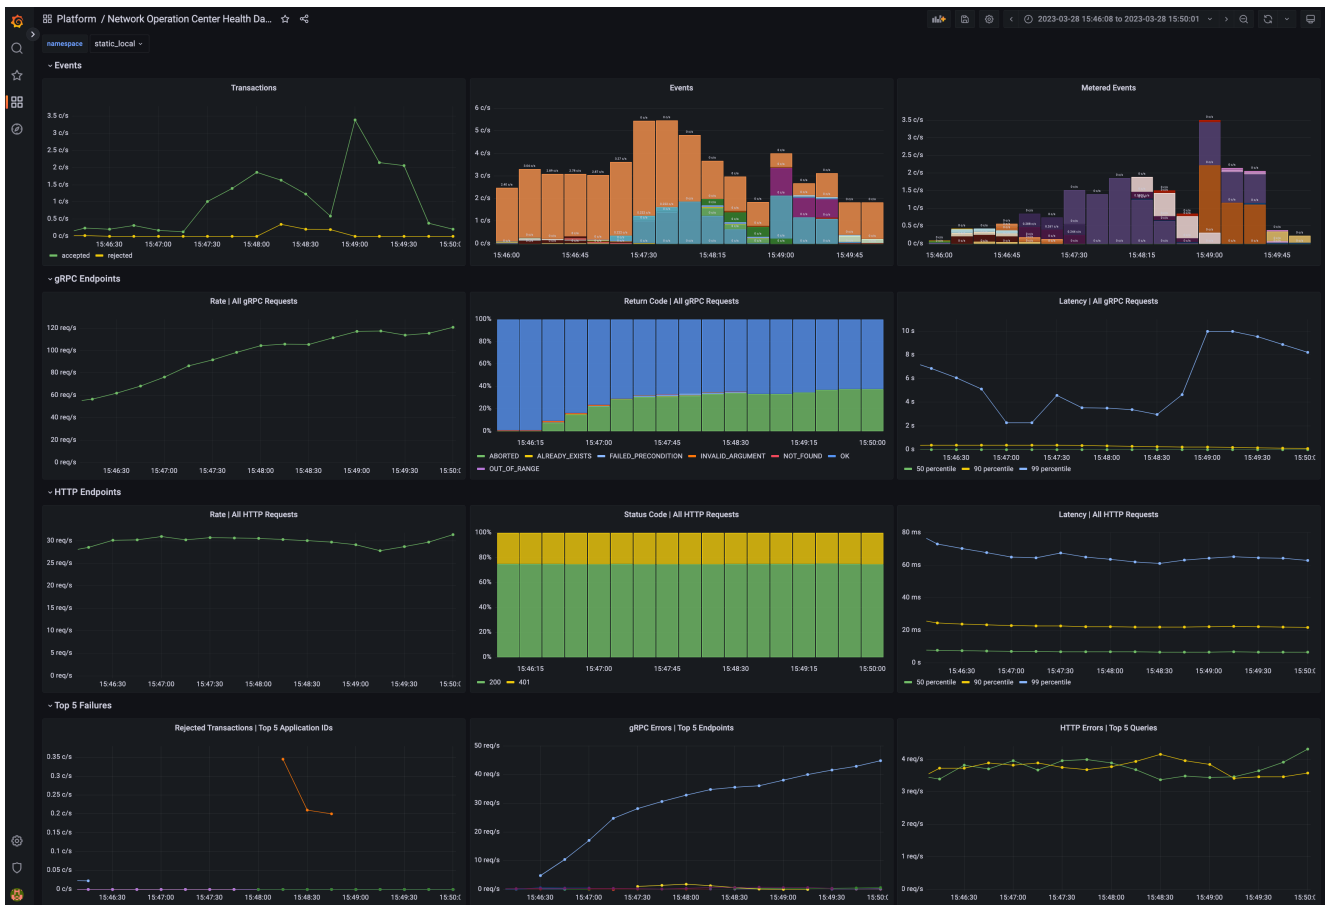 Platform / Network Operation Center Health Da...
2023-03-28 15:46:08 to 2023-03-28 15:50:01
namespace static_local
Events
Transactions
3.5 c/s
3 c/s
2.5 c/s
2 c/s
1.5 c/s
1 c/s
0.5 c/s
0 c/s
15:46:30 15:47:00 15:47:30 15:48:00 15:48:30 15:49:00 15:49:30 15:50:0
accepted rejected
Events
6 c/s
5 c/s
4 c/s
3 c/s
2 c/s
1 c/s
0 c/s
15:46:00 15:46:45 15:47:30 15:48:15 15:49:00 15:49:45
Metered Events
3.5 c/s
3 c/s
2.5 c/s
2 c/s
1.5 c/s
1 c/s
0.5 c/s
0 c/s
15:46:00 15:46:45 15:47:30 15:48:15 15:49:00 15:49:45
gRPC Endpoints
Rate | All gRPC Requests
120 req/s
100 req/s
80 req/s
60 req/s
40 req/s
20 req/s
0 req/s
15:46:30 15:47:00 15:47:30 15:48:00 15:48:30 15:49:00 15:49:30 15:50:0
Return Code | All gRPC Requests
100%
80%
60%
40%
20%
0%
15:46:15 15:47:00 15:47:45 15:48:30 15:49:15 15:50:00
ABORTED ALREADY_EXISTS FAILED_PRECONDITION INVALID_ARGUMENT NOT_FOUND OK
OUT_OF_RANGE
Latency | All gRPC Requests
10 s
8 s
6 s
4 s
2 s
0 s
15:46:30 15:47:00 15:47:30 15:48:00 15:48:30 15:49:00 15:49:30 15:50:0
50 percentile 90 percentile 99 percentile
HTTP Endpoints
Rate | All HTTP Requests
30 req/s
25 req/s
20 req/s
15 req/s
10 req/s
5 req/s
0 req/s
15:46:30 15:47:00 15:47:30 15:48:00 15:48:30 15:49:00 15:49:30 15:50:0
Status Code | All HTTP Requests
100%
80%
60%
40%
20%
0%
15:46:15 15:47:00 15:47:45 15:48:30 15:49:15 15:50:00
200 401
Latency | All HTTP Requests
80 ms
60 ms
40 ms
20 ms
0 s
15:46:30 15:47:00 15:47:30 15:48:00 15:48:30 15:49:00 15:49:30 15:50:0
50 percentile 90 percentile 99 percentile
Top 5 Failures
Rejected Transactions | Top 5 Application IDs
0.35 c/s
0.3 c/s
0.25 c/s
0.2 c/s
0.15 c/s
0.1 c/s
0.05 c/s
0 c/s
15:46:30 15:47:00 15:47:30 15:48:00 15:48:30 15:49:00 15:49:30 15:50:0
gRPC Errors | Top 5 Endpoints
50 req/s
40 req/s
30 req/s
20 req/s
10 req/s
0 req/s
15:46:30 15:47:00 15:47:30 15:48:00 15:48:30 15:49:00 15:49:30 15:50:0
HTTP Errors | Top 5 Queries
4 req/s
3 req/s
2 req/s
1 req/s
0 req/s
15:46:30 15:47:00 15:47:30 15:48:00 15:48:30 15:49:00 15:49:30 15:50:0